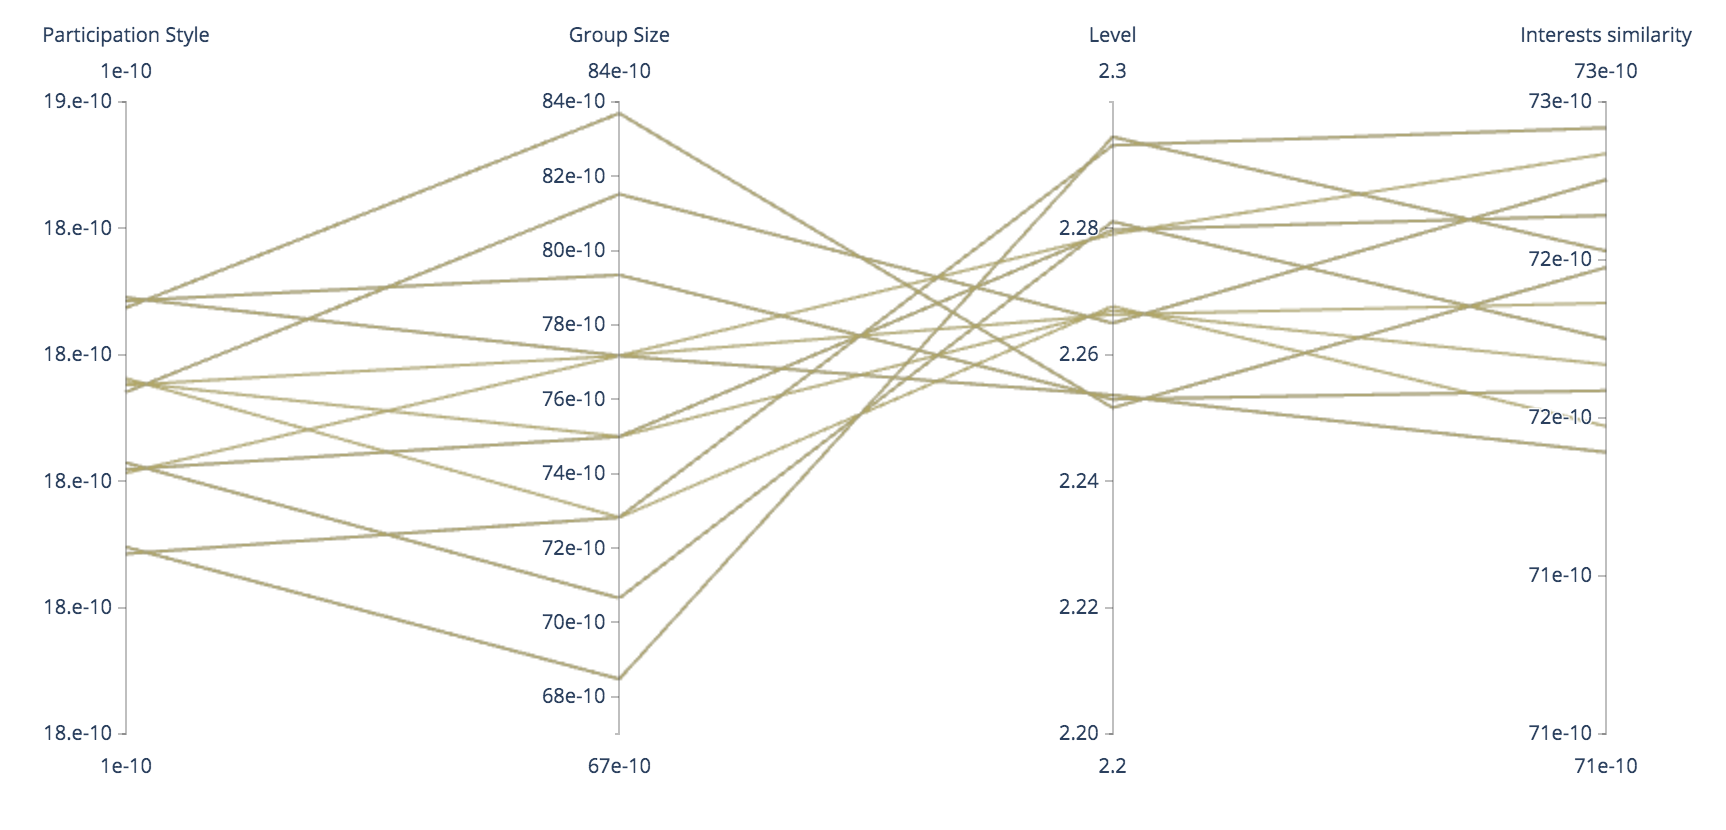 Participation Style Group Size Level Interests similarity
1e-10 84e-10 2.3 73e-10
19.e-10 84e-10 73e-10
82e-10
18.e-10 2.28
80e-10 72e-10
78e-10
18.e-10 2.26
76e-10 72e-10
74e-10
18.e-10 2.24
72e-10 71e-10
18.e-10 70e-10 2.22
68e-10
18.e-10 2.20 71e-10
1e-10 67e-10 2.2 71e-10